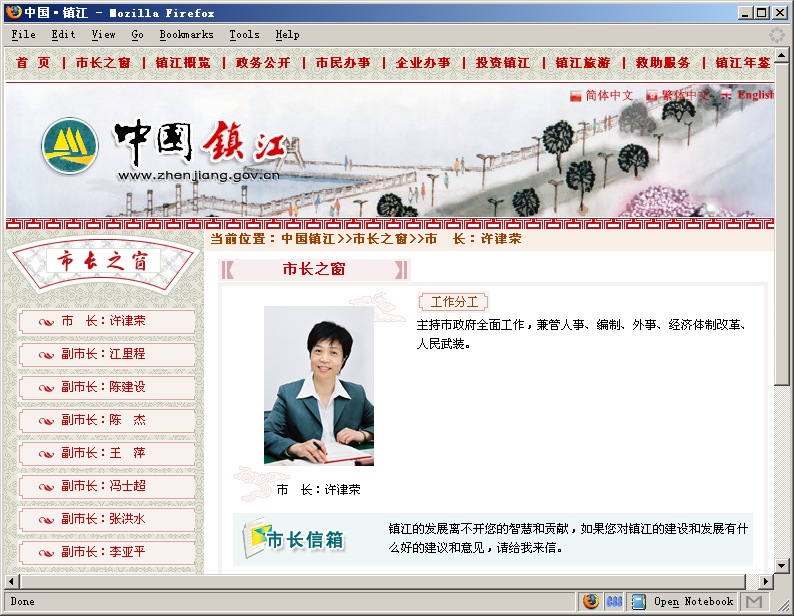 中国·镇江 - Mozilla Firefox
File Edit View Go Bookmarks Tools Help
首 页 | 市长之窗 | 镇江概览 | 政务公开 | 市民办事 | 企业办事 | 投资镇江 | 镇江旅游 | 救助服务 | 镇江年鉴
简体中文 繁体中文 English
中国镇江
www.zhenjiang.gov.cn
当前位置：中国镇江>>市长之窗>>市 长：许津荣
市长之窗
市长之窗
工作分工
主持市政府全面工作，兼管人事、编制、外事、经济体制改革、
人民武装。
市 长：许津荣
副市长：江里程
副市长：陈建设
副市长：陈 杰
副市长：王 萍
副市长：冯士超
副市长：张洪水
副市长：李亚平
市 长：许津荣
市长信箱
镇江的发展离不开您的智慧和贡献，如果您对镇江的建设和发展有什
么好的建议和意见，请给我来信。
Done
CSS
Open Notebook